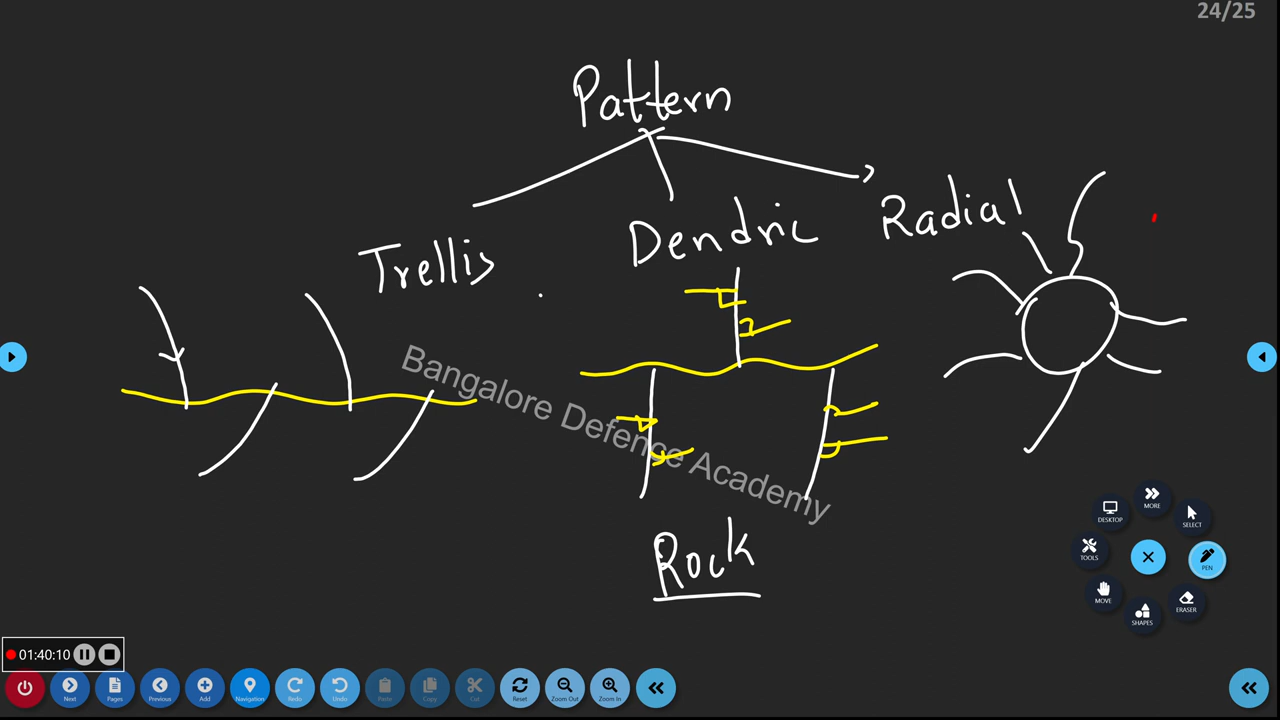 24/25
Pattern
Trellis
Dendric
Radial
Bangalore Defence Academy
Rock
MORE
DESKTOP
SELECT
TOOLS
PEN
MOVE
ERASER
SHAPES
01:40:10
Next
Pages
Previous
Add
Navigation
Redo
Undo
Paste
Copy
Cut
Reset
Zoom Out
Zoom In